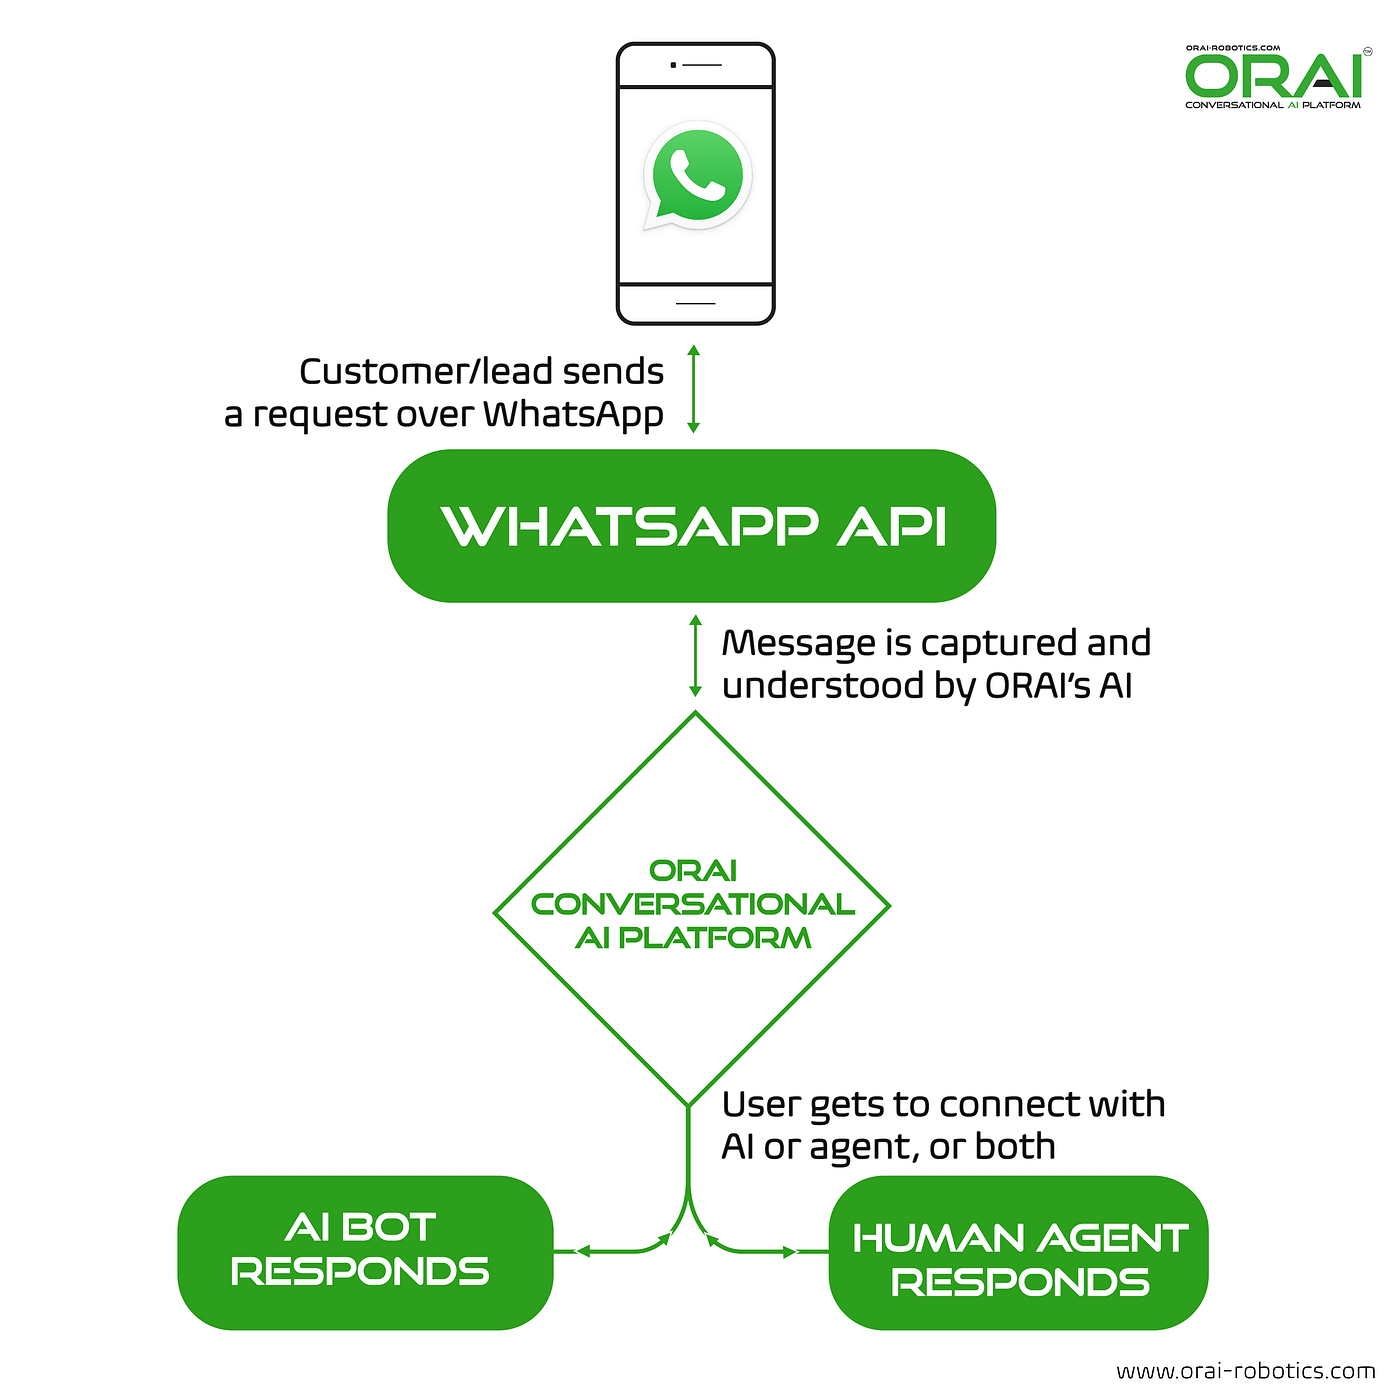 ORAI-ROBOTICS.COM
ORAI™
CONVERSATIONAL AI PLATFORM
Customer/lead sends
a request over WhatsApp
WHATSAPP API
Message is captured and
understood by ORAI's AI
ORAI
CONVERSATIONAL
AI PLATFORM
User gets to connect with
AI or agent, or both
AI BOT
RESPONDS
HUMAN AGENT
RESPONDS
www.orai-robotics.com